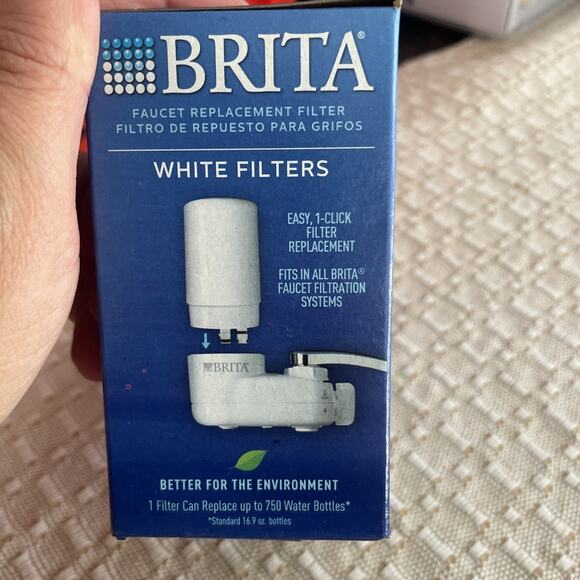 BRITA®
FAUCET REPLACEMENT FILTER
FILTRO DE REPUESTO PARA GRIFOS
WHITE FILTERS
EASY, 1-CLICK
FILTER
REPLACEMENT
FITS IN ALL BRITA®
FAUCET FILTRATION
SYSTEMS
BRITA
BETTER FOR THE ENVIRONMENT
1 Filter Can Replace up to 750 Water Bottles*
*Standard 16.9 oz. bottles